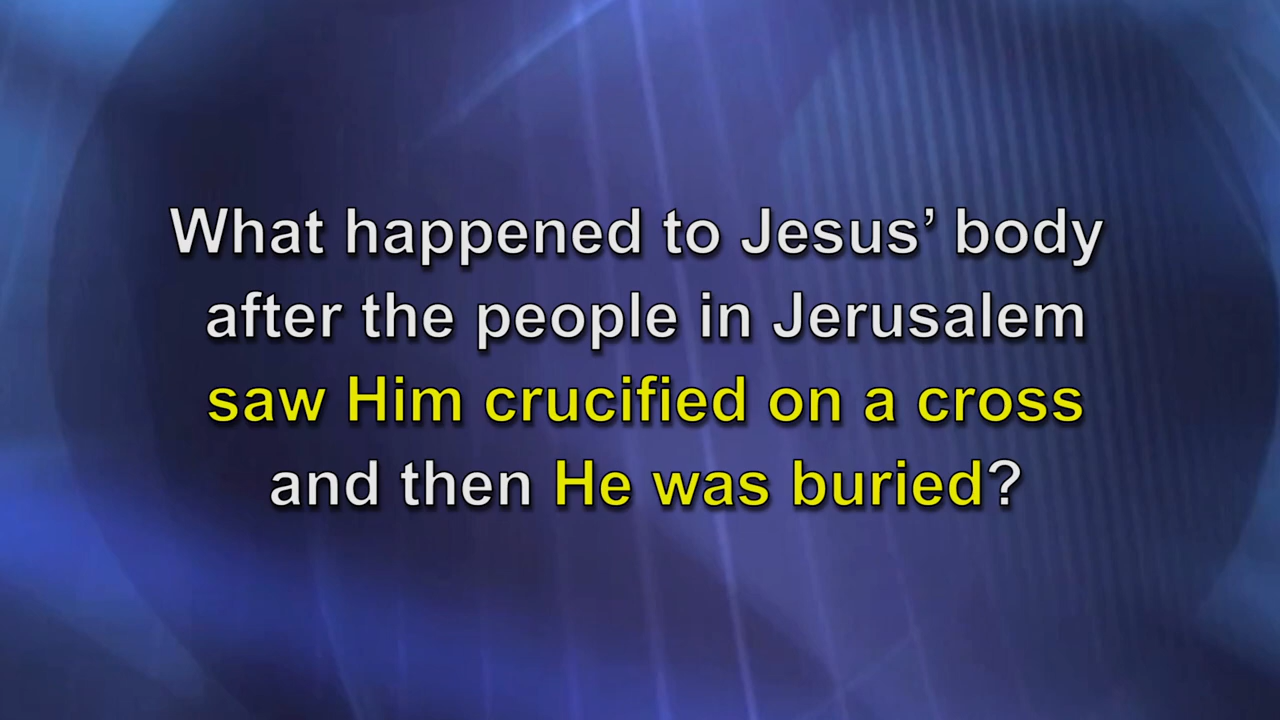 What happened to Jesus’ body
after the people in Jerusalem
saw Him crucified on a cross
and then He was buried?